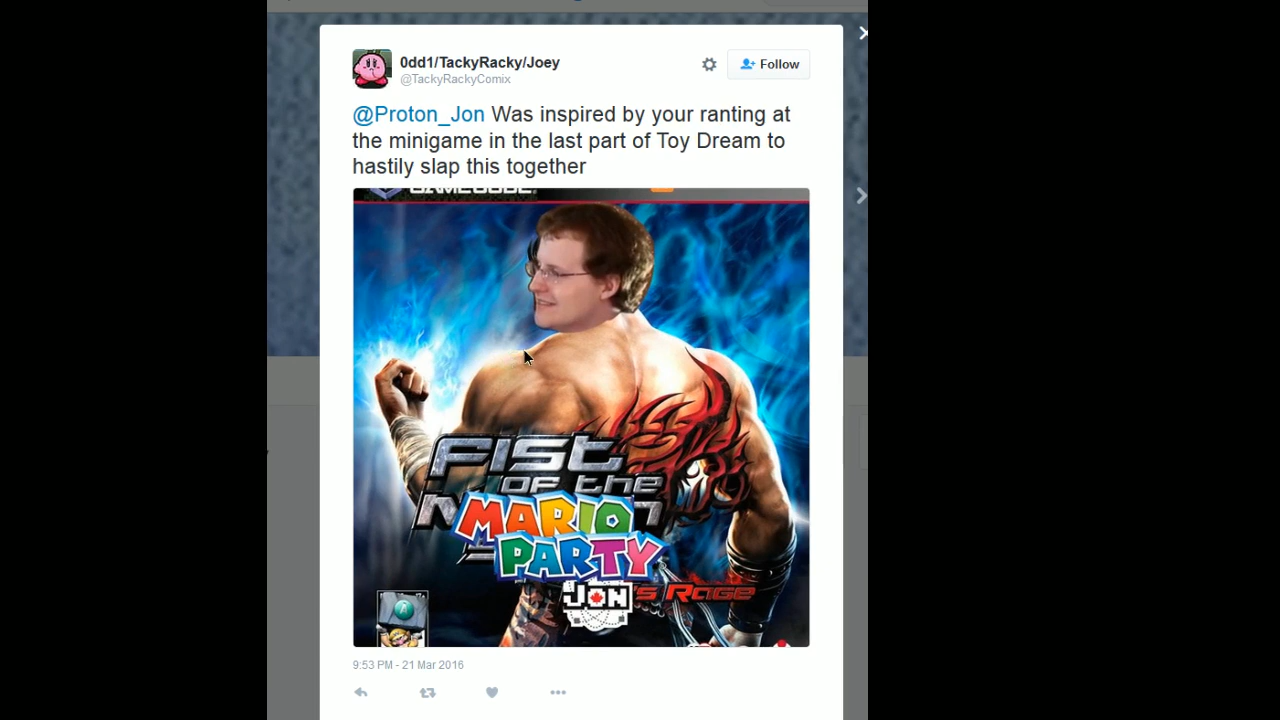 0dd1/TackyRacky/Joey
@TackyRackyComix
Follow
@Proton_Jon Was inspired by your ranting at
the minigame in the last part of Toy Dream to
hastily slap this together
GAMECUBE
FIST
OF the
MARIO
PARTY
JON's Rage
9:53 PM - 21 Mar 2016